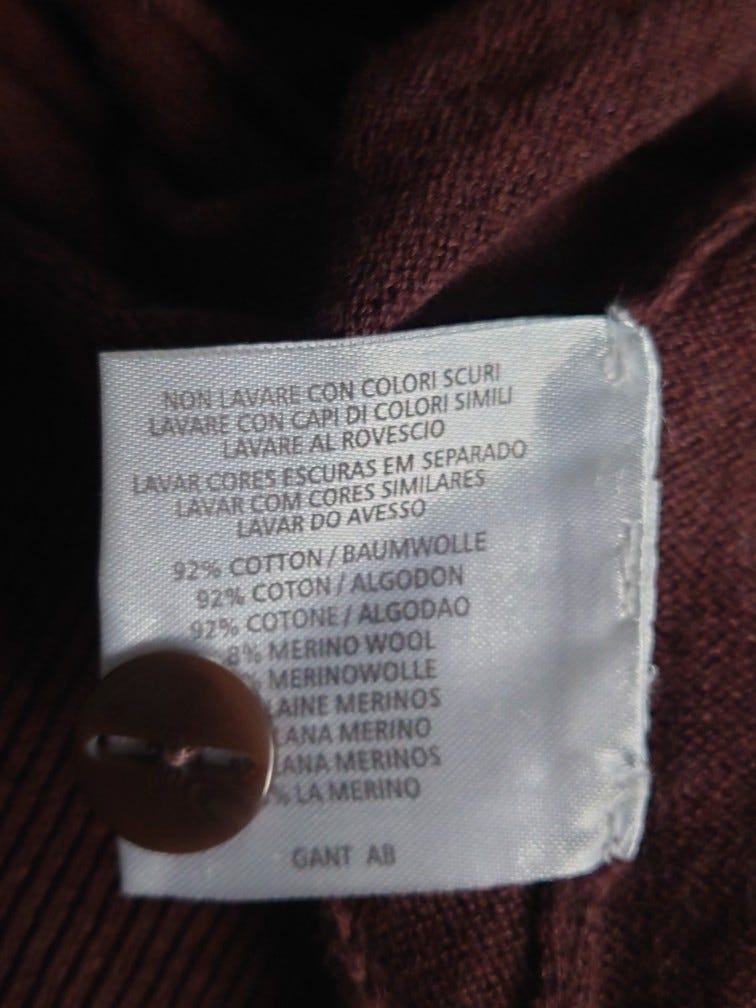 NON LAVARE CON COLORI SCURI
LAVARE CON CAPI DI COLORI SIMILI
LAVARE AL ROVESCIO
LAVAR CORES ESCURAS EM SEPARADO
LAVAR COM CORES SIMILARES
LAVAR DO AVESSO
92% COTTON / BAUMWOLLE
92% COTON / ALGODON
92% COTONE / ALGODAO
8% MERINO WOOL
% MERINOWOLLE
LAINE MERINOS
LANA MERINO
LANA MERINOS
% LA MERINO
GANT AB